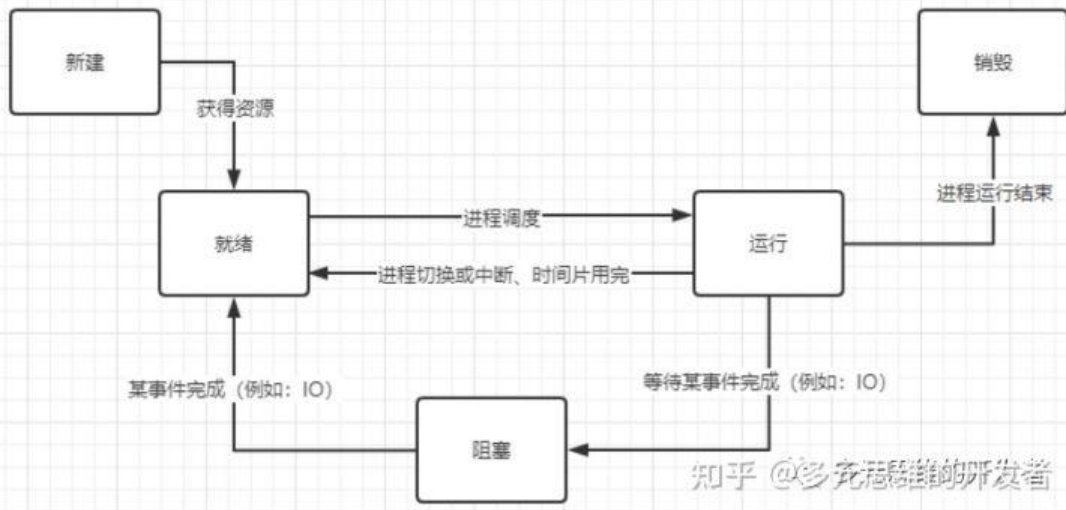 新建
销毁
获得资源
进程运行结束
就绪
进程调度
运行
进程切换或中断、时间片用完
某事件完成（例如：IO）
等待某事件完成（例如：IO）
阻塞
知乎